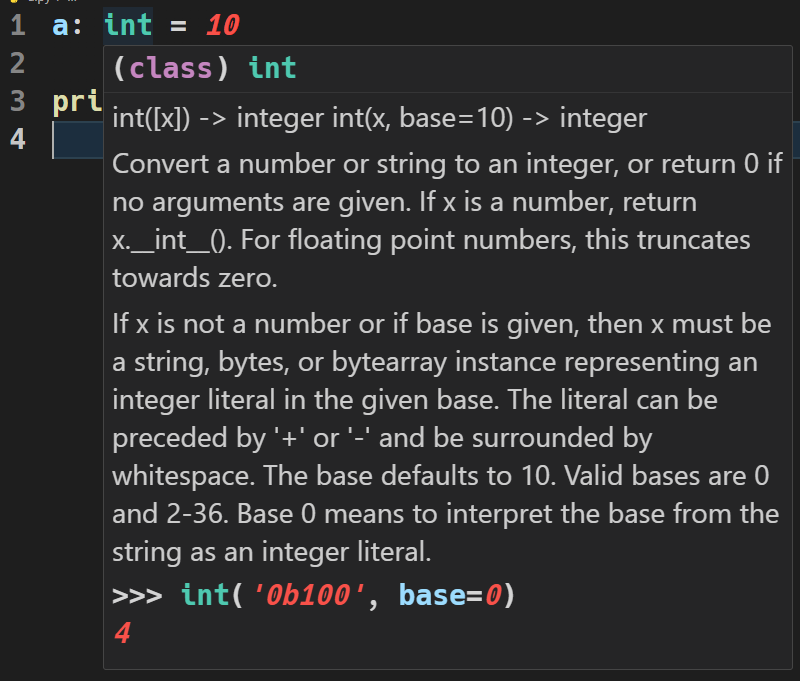 1 a: int = 10
2
3 pri
4
(class) int
int([x]) -> integer int(x, base=10) -> integer
Convert a number or string to an integer, or return 0 if
no arguments are given. If x is a number, return
x.__int__(). For floating point numbers, this truncates
towards zero.
If x is not a number or if base is given, then x must be
a string, bytes, or bytearray instance representing an
integer literal in the given base. The literal can be
preceded by '+' or '-' and be surrounded by
whitespace. The base defaults to 10. Valid bases are 0
and 2-36. Base 0 means to interpret the base from the
string as an integer literal.
>>> int('0b100', base=0)
4